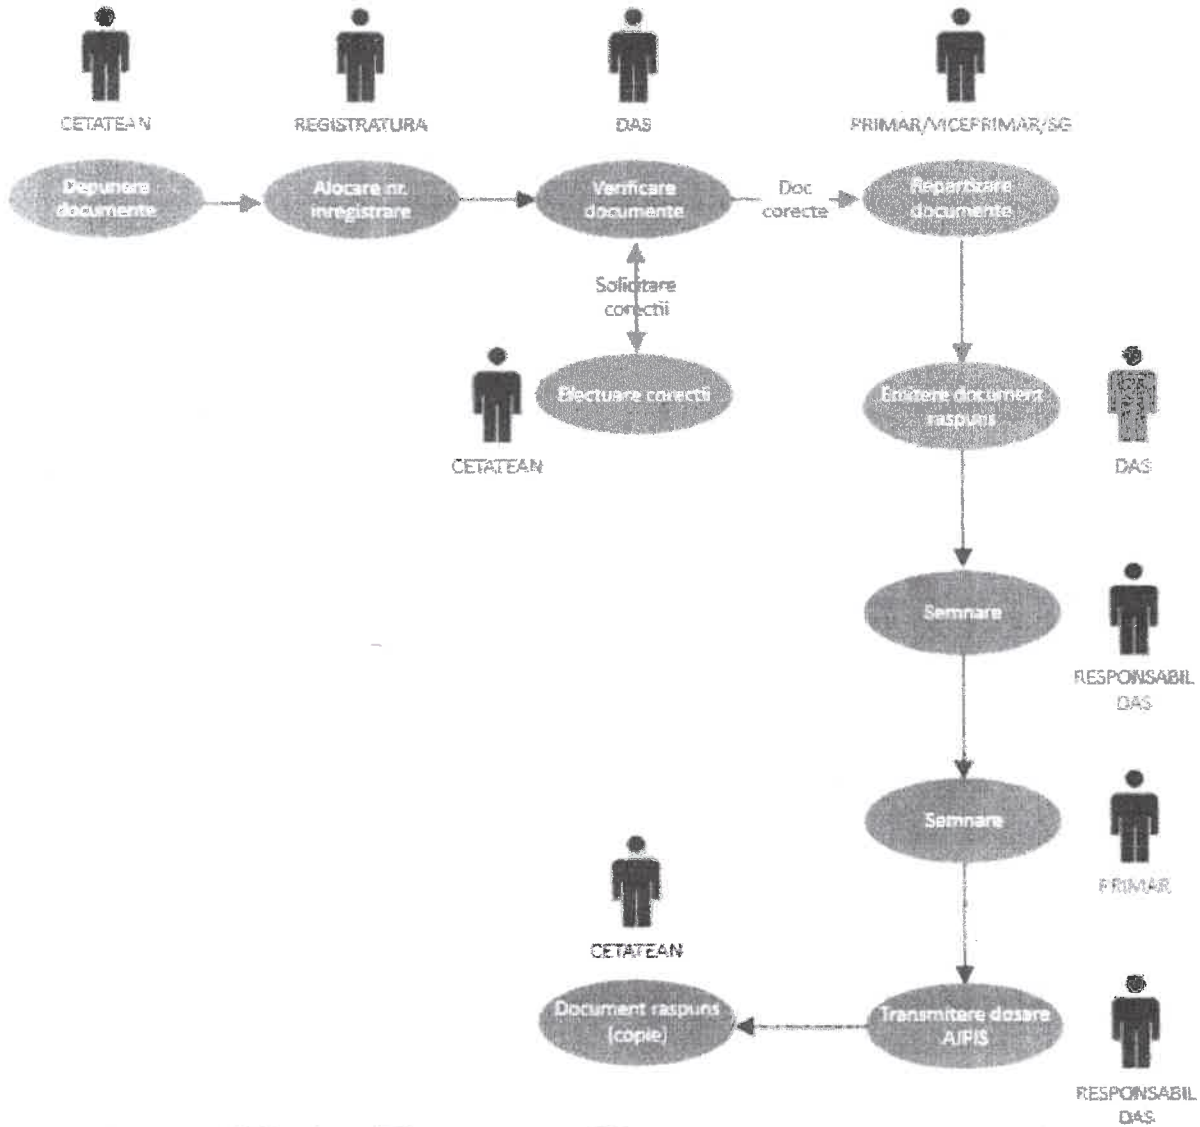 CETATEAN
REGISTRATURA
DAS
PRIMAR/VICEPRIMAR/SG
Depunere
documente
Alocare nr.
inregistrare
Verificare
documente
Doc
corecte
Repartizare
documente
Solicitare
corectii
Efectuare corectii
CETATEAN
Emitere document
raspuns
DAS
Semnare
RESPONSABIL
DAS
Semnare
PRIMAR
CETATEAN
Document raspuns
(copie)
Transmitere dosare
AJPIS
RESPONSABIL
DAS